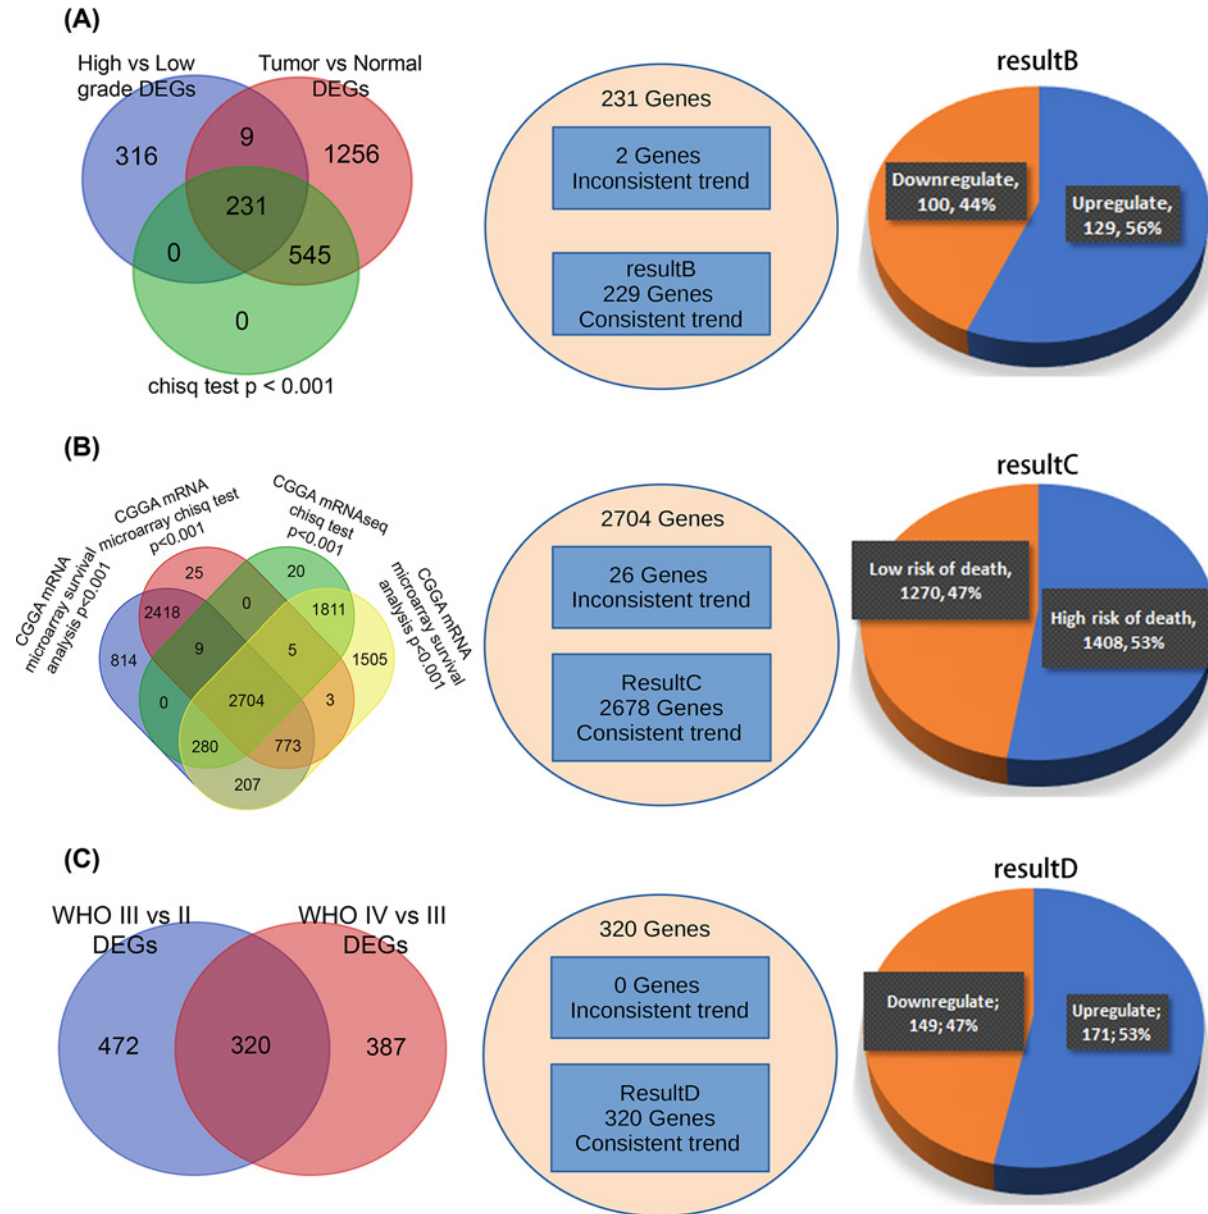 (A)
High vs Low
grade DEGs
Tumor vs Normal
DEGs
316
9
1256
231
0
545
0
chisq test p < 0.001
231 Genes
2 Genes
Inconsistent trend
resultB
229 Genes
Consistent trend
resultB
Downregulate,
100, 44%
Upregulate,
129, 56%
(B)
CGGA mRNA
microarray survival
analysis p<0.001
CGGA mRNA
microarray chisq test
p<0.001
CGGA mRNAseq
chisq test
p<0.001
CGGA mRNA
microarray survival
analysis p<0.001
25
20
2418
0
1811
814
9
5
1505
0
2704
3
280
773
207
2704 Genes
26 Genes
Inconsistent trend
ResultC
2678 Genes
Consistent trend
resultC
Low risk of death,
1270, 47%
High risk of death,
1408, 53%
(C)
WHO III vs II
DEGs
WHO IV vs III
DEGs
472
320
387
320 Genes
0 Genes
Inconsistent trend
ResultD
320 Genes
Consistent trend
resultD
Downregulate;
149; 47%
Upregulate;
171; 53%